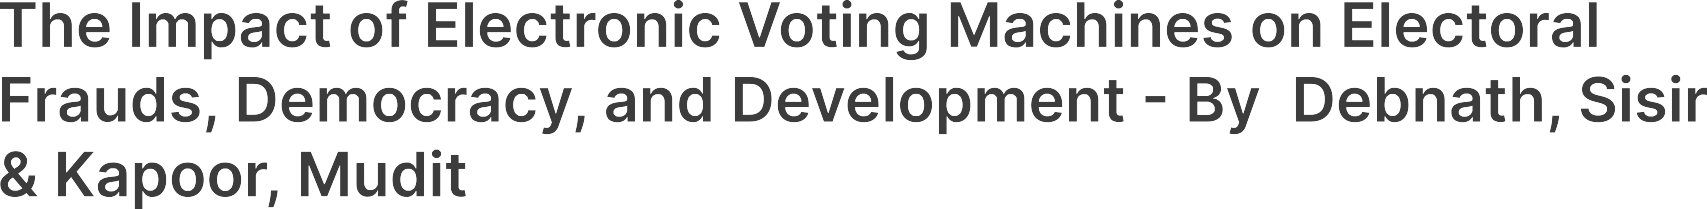 The Impact of Electronic Voting Machines on Electoral
Frauds, Democracy, and Development - By  Debnath, Sisir
& Kapoor, Mudit